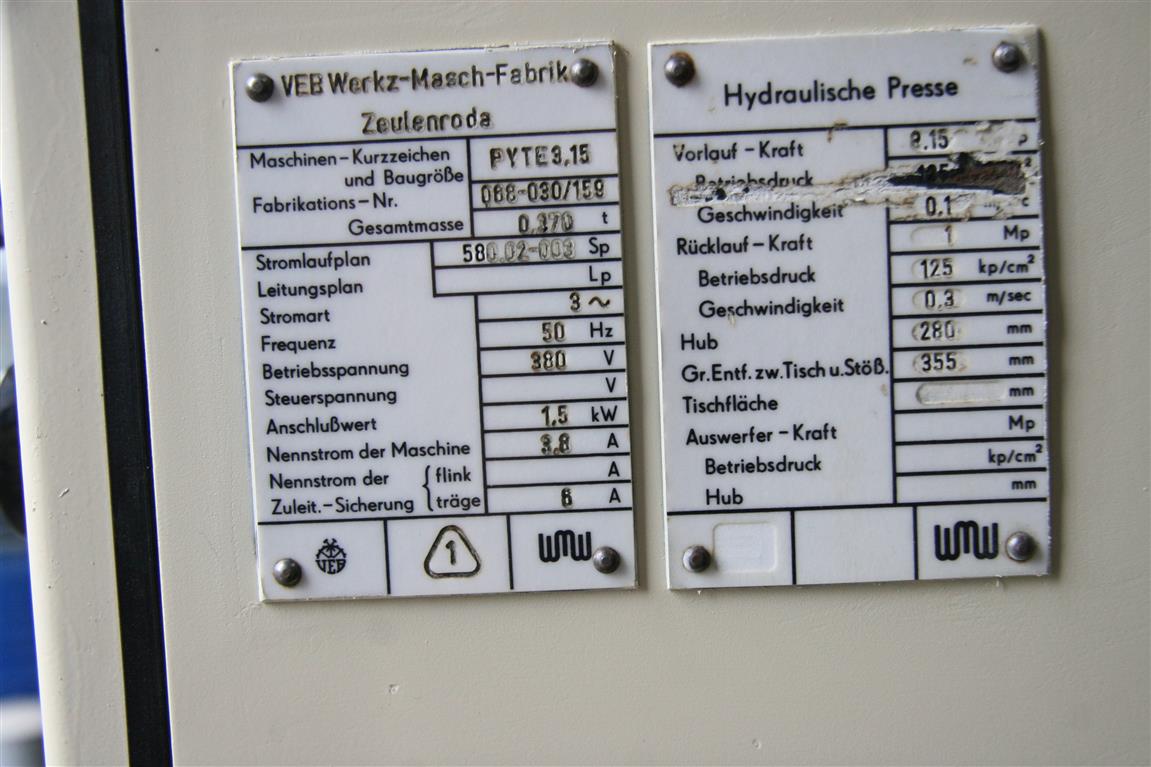 VEB Werkz-Masch-Fabrik
Zeulenroda
Maschinen-Kurzzeichen
und Baugröße PYTE3,15
Fabrikations-Nr. 088-030/159
Gesamtmasse 0,370 t
Stromlaufplan 580.02-003 Sp
Leitungsplan Lp
Stromart 3 ~
Frequenz 50 Hz
Betriebsspannung 380 V
Steuerspannung V
Anschlußwert 1,5 kW
Nennstrom der Maschine 3,8 A
Nennstrom der flink A
Zuleit.-Sicherung träge 6 A
VEB
1
WMW
Hydraulische Presse
Vorlauf-Kraft 3,15 p
Betriebsdruck
Geschwindigkeit 0,1
Rücklauf-Kraft 1 Mp
Betriebsdruck 125 kp/cm²
Geschwindigkeit 0,3 m/sec
Hub 280 mm
Gr.Entf.zw.Tisch u.Stöß. 355 mm
Tischfläche mm
Auswerfer-Kraft Mp
Betriebsdruck kp/cm²
Hub mm
WMW